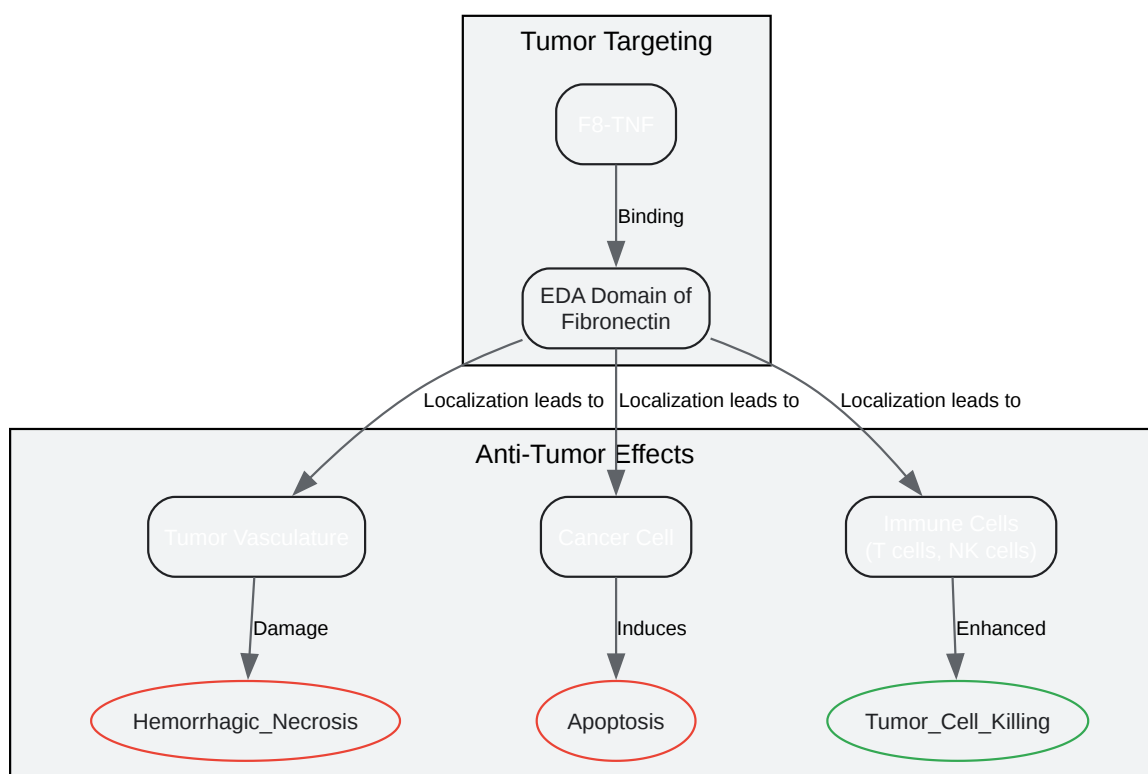 Tumor Targeting
F8-TNF
Binding
EDA Domain of
Fibronectin
Localization leads to
Localization leads to
Localization leads to
Anti-Tumor Effects
Tumor Vasculature
Cancer Cell
Immune Cells
(T cells, NK cells)
Damage
Induces
Enhanced
Hemorrhagic_Necrosis
Apoptosis
Tumor_Cell_Killing